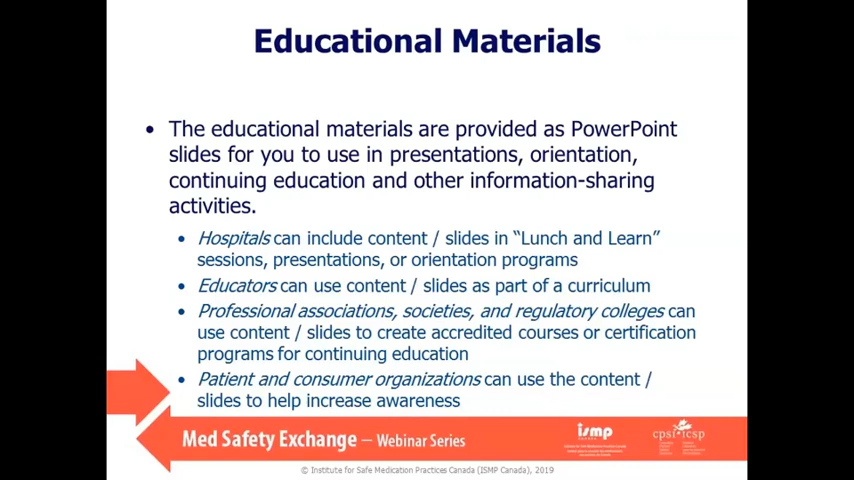 Educational Materials
• The educational materials are provided as PowerPoint
slides for you to use in presentations, orientation,
continuing education and other information-sharing
activities.
• Hospitals can include content / slides in “Lunch and Learn”
sessions, presentations, or orientation programs
• Educators can use content / slides as part of a curriculum
• Professional associations, societies, and regulatory colleges can
use content / slides to create accredited courses or certification
programs for continuing education
• Patient and consumer organizations can use the content /
slides to help increase awareness
Med Safety Exchange – Webinar Series
ismp
CANADA
cpsi icsp
© Institute for Safe Medication Practices Canada (ISMP Canada), 2019